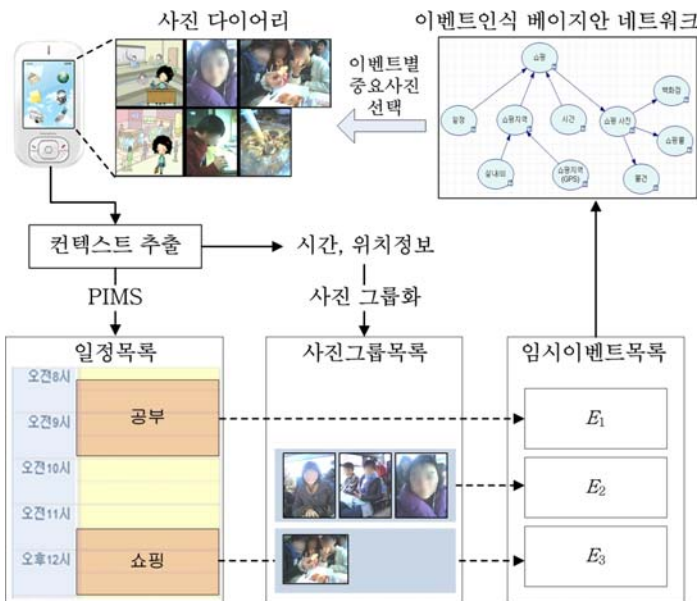 사진 다이어리
이벤트인식 베이지안 네트워크
이벤트별
중요사진
선택
쇼핑
백화점
일정
쇼핑지역
시간
쇼핑 사진
쇼핑몰
실내/외
쇼핑지역
(GPS)
물건
컨텍스트 추출
시간, 위치정보
PIMS
사진 그룹화
일정목록
사진그룹목록
임시이벤트목록
오전8시
공부
오전9시
E₁
오전10시
E₂
오전11시
오후12시
쇼핑
E₃